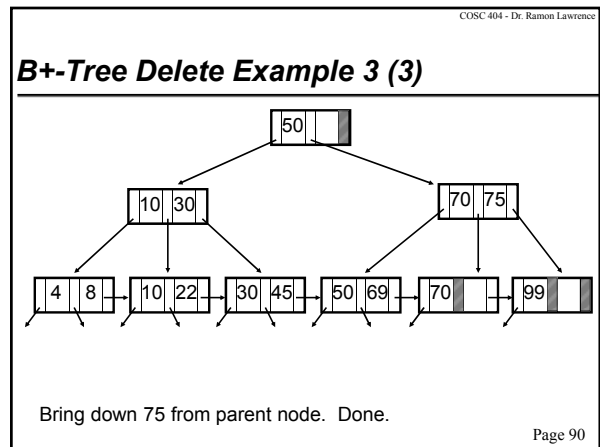 COSC 404 - Dr. Ramon Lawrence
B+-Tree Delete Example 3 (3)
50
10 30
70 75
4 8 10 22 30 45 50 69 70 99
Bring down 75 from parent node. Done.
Page 90